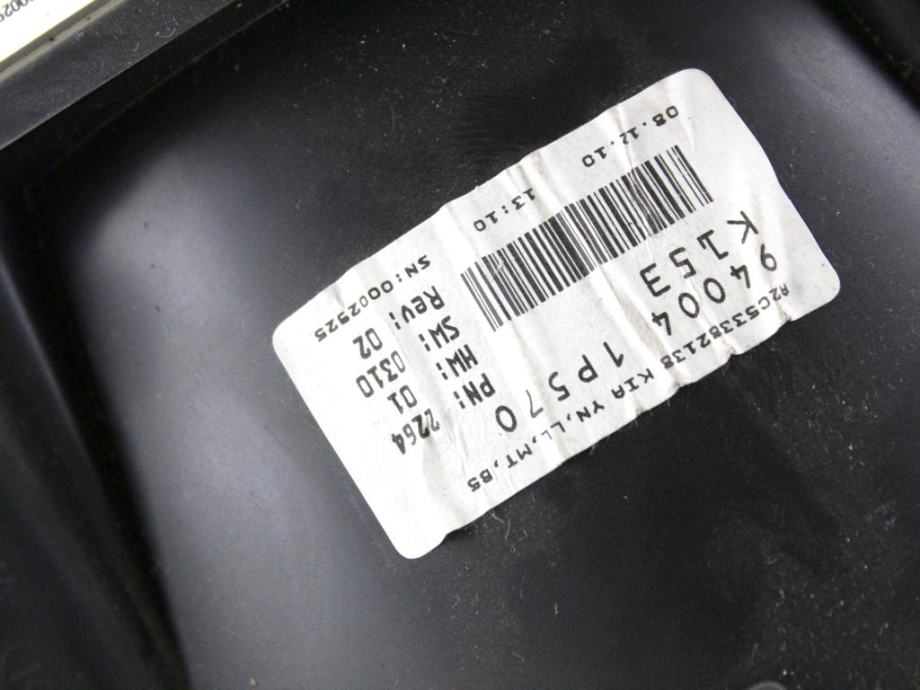 A2C53382138 KIA YN,LL,MT,B5
94004 1P570
K153
PN: 2264
HW: 01
SW: 0310
Rev: 02
SN:0002925
08.12.10 13:10